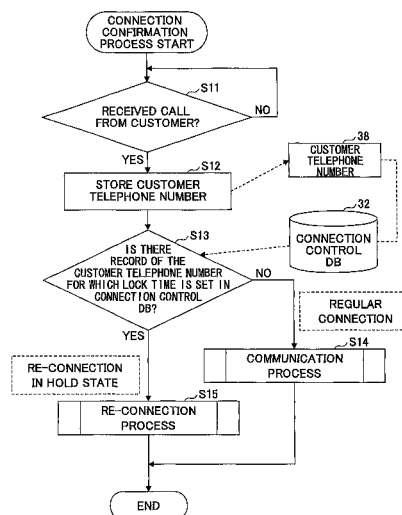 CONNECTION
CONFIRMATION
PROCESS START
S11
RECEIVED CALL
FROM CUSTOMER?
NO
YES
S12
STORE CUSTOMER
TELEPHONE NUMBER
38
CUSTOMER
TELEPHONE
NUMBER
32
CONNECTION
CONTROL
DB
S13
IS THERE
RECORD OF THE
CUSTOMER TELEPHONE NUMBER
FOR WHICH LOCK TIME IS SET IN
CONNECTION CONTROL
DB?
NO
YES
REGULAR
CONNECTION
S14
COMMUNICATION
PROCESS
RE-CONNECTION
IN HOLD STATE
S15
RE-CONNECTION
PROCESS
END